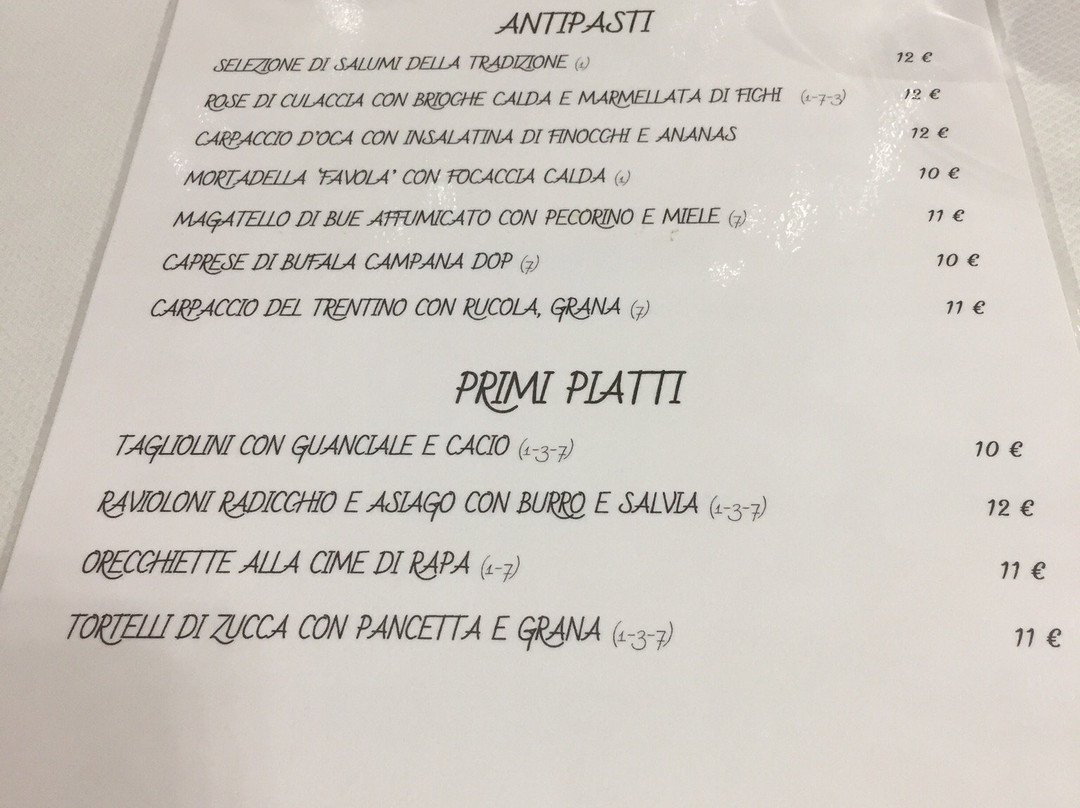 ANTIPASTI
SELEZIONE DI SALUMI DELLA TRADIZIONE (1) 12 €
ROSE DI CULACCIA CON BRIOCHE CALDA E MARMELLATA DI FICHI (1-7-3) 12 €
CARPACCIO D'OCA CON INSALATINA DI FINOCCHI E ANANAS 12 €
MORTADELLA 'FAVOLA' CON FOCACCIA CALDA (1) 10 €
MAGATELLO DI BUE AFFUMICATO CON PECORINO E MIELE (7) 11 €
CAPRESE DI BUFALA CAMPANA DOP (7) 10 €
CARPACCIO DEL TRENTINO CON RUCOLA, GRANA (7) 11 €
PRIMI PIATTI
TAGLIOLINI CON GUANCIALE E CACIO (1-3-7) 10 €
RAVIOLONI RADICCHIO E ASIAGO CON BURRO E SALVIA (1-3-7) 12 €
ORECCHIETTE ALLA CIME DI RAPA (1-7) 11 €
TORTELLI DI ZUCCA CON PANCETTA E GRANA (1-3-7) 11 €